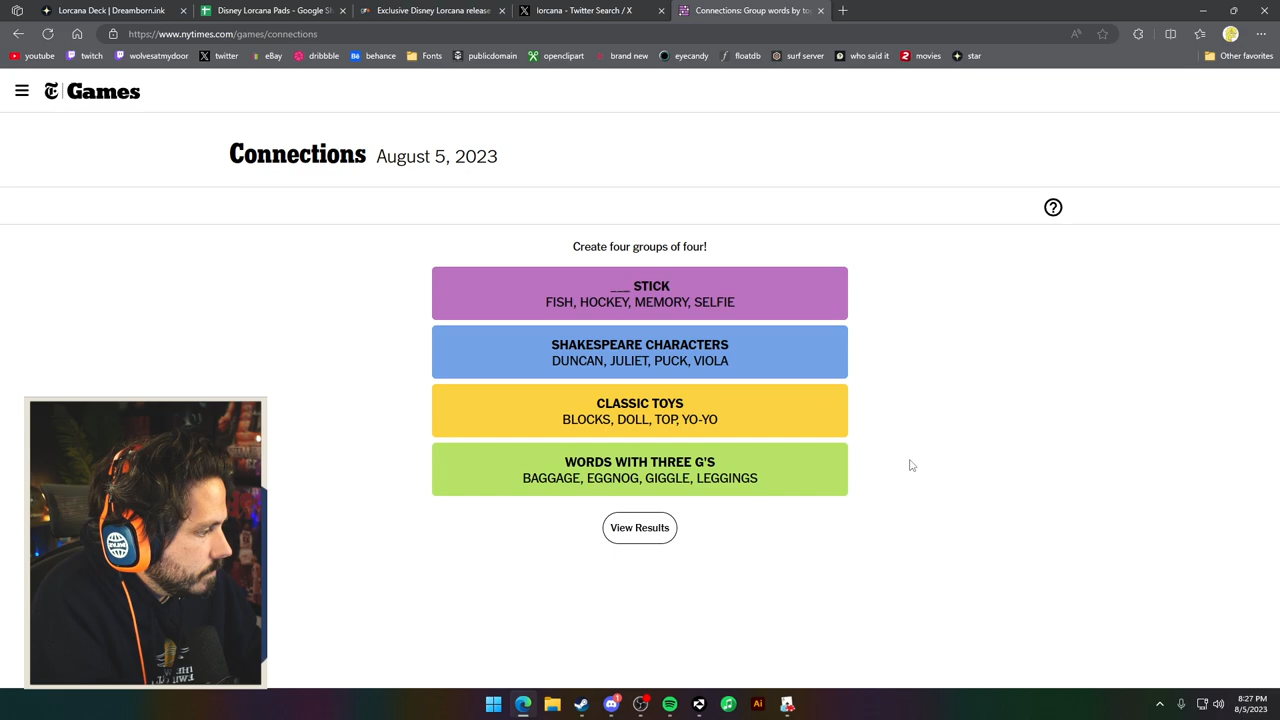 Lorcana Deck | Dreamborn.ink
Disney Lorcana Pads - Google Sh
Exclusive Disney Lorcana release
lorcana - Twitter Search / X
Connections: Group words by to
https://www.nytimes.com/games/connections
youtube
twitch
wolvesatmydoor
twitter
eBay
dribbble
behance
Fonts
publicdomain
openclipart
brand new
eyecandy
floatdb
surf server
who said it
movies
star
Other favorites
Games
Connections August 5, 2023
Create four groups of four!
___ STICK
FISH, HOCKEY, MEMORY, SELFIE
SHAKESPEARE CHARACTERS
DUNCAN, JULIET, PUCK, VIOLA
CLASSIC TOYS
BLOCKS, DOLL, TOP, YO-YO
WORDS WITH THREE G'S
BAGGAGE, EGGNOG, GIGGLE, LEGGINGS
View Results
Ai
8:27 PM
8/5/2023